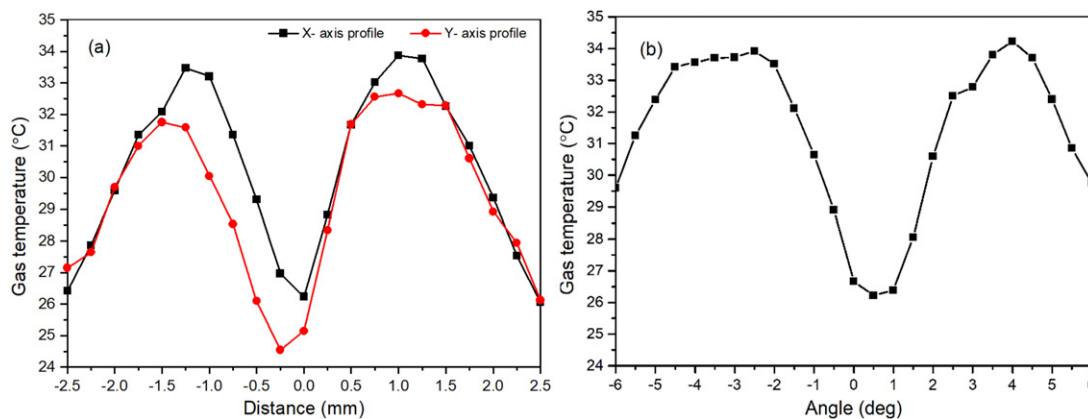 (a)
X- axis profile
Y- axis profile
35
34
33
32
31
30
29
28
27
26
25
24
Gas temperature (°C)
-2.5 -2.0 -1.5 -1.0 -0.5 0.0 0.5 1.0 1.5 2.0 2.5
Distance (mm)
(b)
35
34
33
32
31
30
29
28
27
26
25
24
Gas temperature (°C)
-6 -5 -4 -3 -2 -1 0 1 2 3 4 5
Angle (deg)